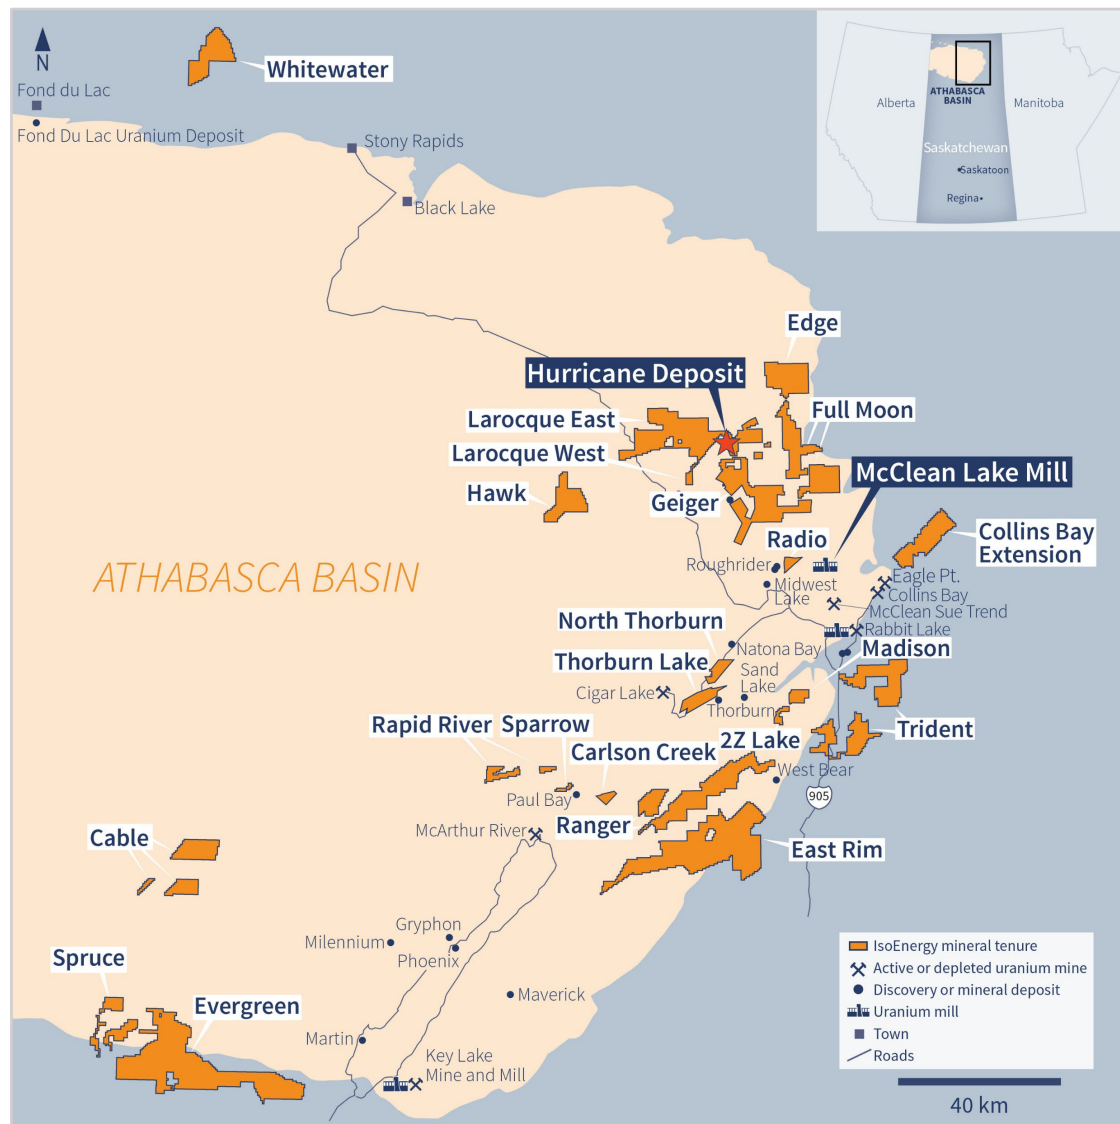 N
Whitewater
Fond du Lac
Fond Du Lac Uranium Deposit
Stony Rapids
Black Lake
Alberta
ATHABASCA
BASIN
Manitoba
Saskatchewan
Saskatoon
Regina
Edge
Hurricane Deposit
Larocque East
Full Moon
Larocque West
McClean Lake Mill
Hawk
Geiger
Collins Bay
Extension
Radio
ATHABASCA BASIN
Roughrider
Midwest
Lake
Eagle Pt.
Collins Bay
McClean Sue Trend
North Thorburn
Rabbit Lake
Natona Bay
Madison
Thorburn Lake
Sand
Lake
Cigar Lake
Thorburn
Rapid River
Sparrow
Trident
2Z Lake
Carlson Creek
West Bear
Paul Bay
905
McArthur River
Ranger
Cable
East Rim
Gryphon
Milennium
Phoenix
Spruce
Maverick
Evergreen
Martin
Key Lake
Mine and Mill
IsoEnergy mineral tenure
Active or depleted uranium mine
Discovery or mineral deposit
Uranium mill
Town
Roads
40 km